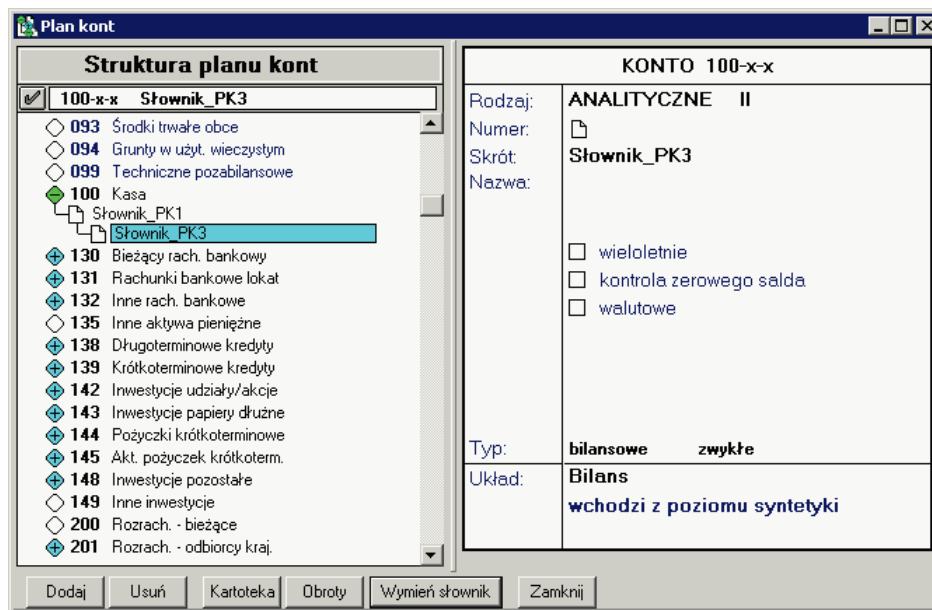 Plan kont
Struktura planu kont
100-x-x Słownik_PK3
093 Środki trwałe obce
094 Grunty w użyt. wieczystym
099 Techniczne pozabilansowe
100 Kasa
Słownik_PK1
Słownik_PK3
130 Bieżący rach. bankowy
131 Rachunki bankowe lokat
132 Inne rach. bankowe
135 Inne aktywa pieniężne
138 Długoterminowe kredyty
139 Krótkoterminowe kredyty
142 Inwestycje udziały/akcje
143 Inwestycje papiery dłużne
144 Pożyczki krótkoterminowe
145 Akt. pożyczek krótkoterm.
148 Inwestycje pozostałe
149 Inne inwestycje
200 Rozrach. - bieżące
201 Rozrach. - odbiorcy kraj.
KONTO 100-x-x
Rodzaj: ANALITYCZNE II
Numer:
Skrót: Słownik_PK3
Nazwa:
wieloletnie
kontrola zerowego salda
walutowe
Typ: bilansowe zwykłe
Układ: Bilans
wchodzi z poziomu syntetyki
Dodaj Usuń Kartoteka Obroty Wymień słownik Zamknij